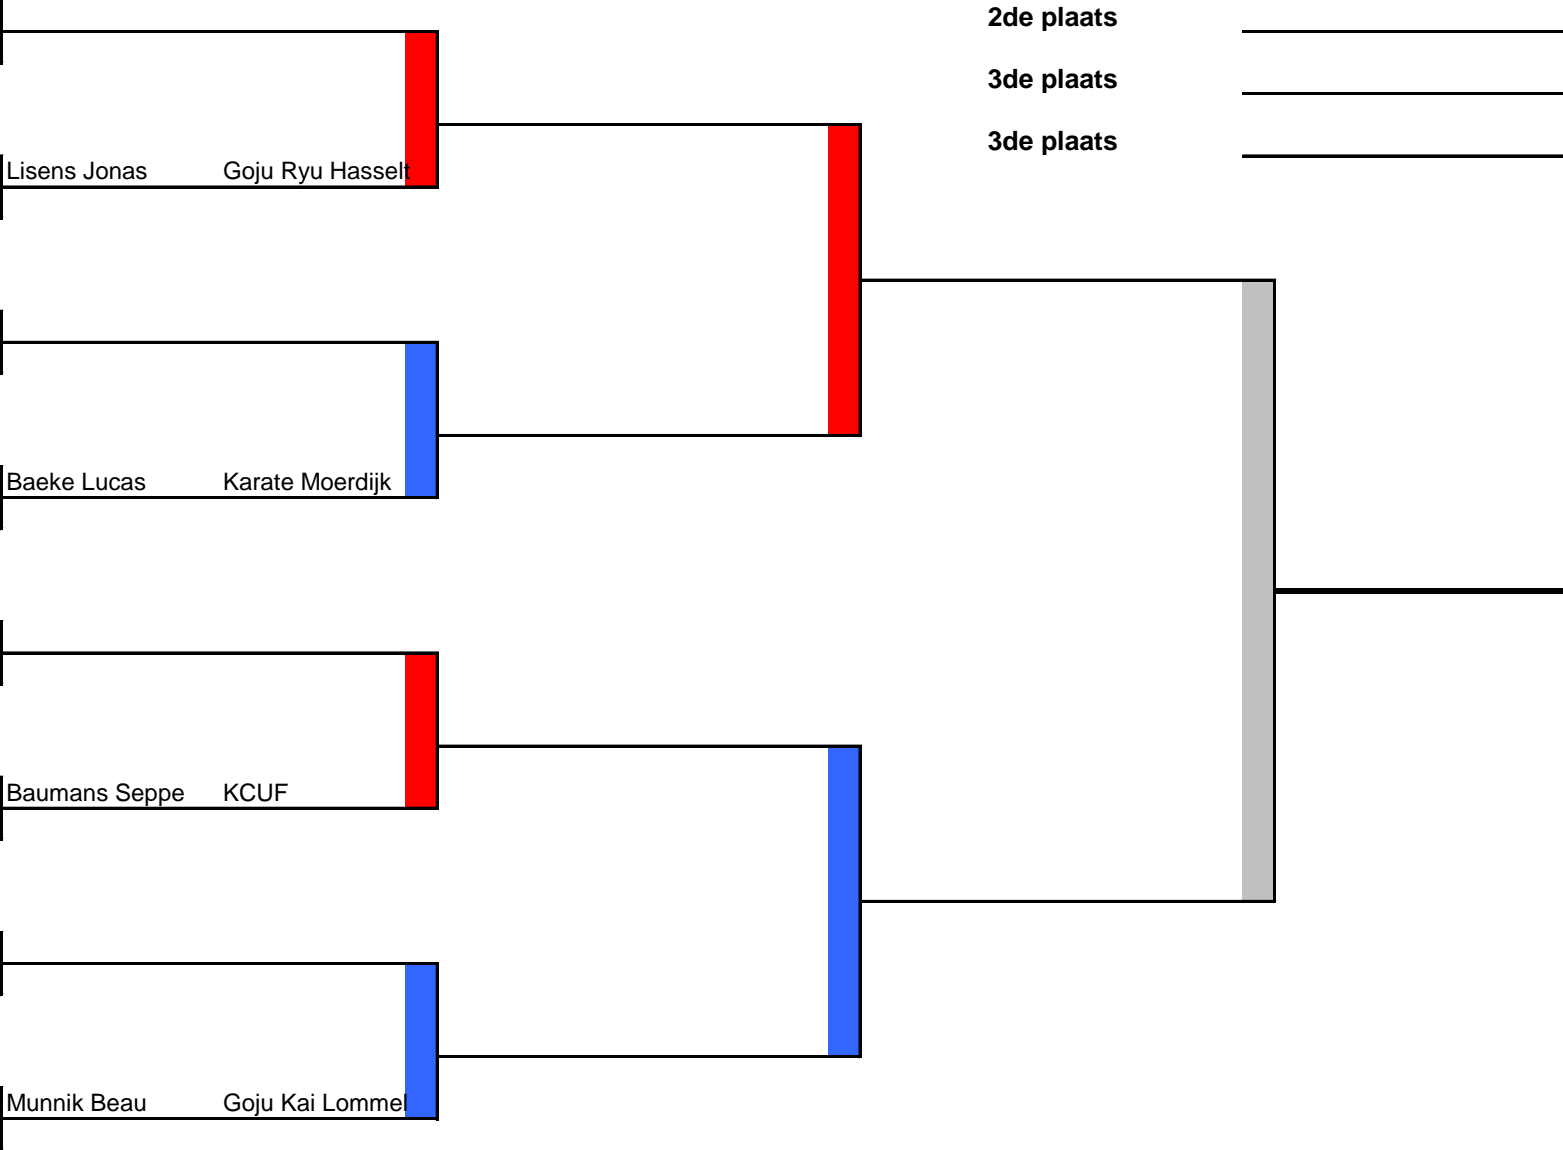 2de plaats
3de plaats
3de plaats
Lisens Jonas Goju Ryu Hasselt
Baeke Lucas Karate Moerdijk
Baumans Seppe KCUF
Munnik Beau Goju Kai Lommel